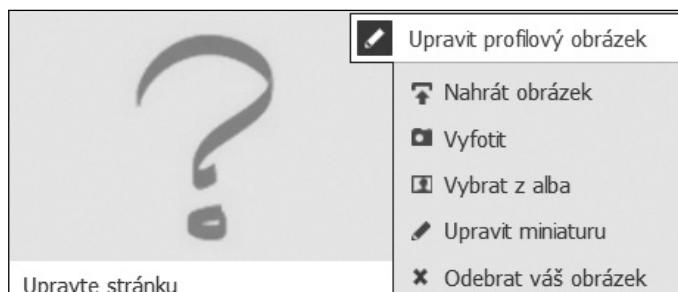 Upravit profilový obrázek
Nahrát obrázek
Vyfotit
Vybrat z alba
Upravit miniaturu
Odebrat váš obrázek
Upravte stránku